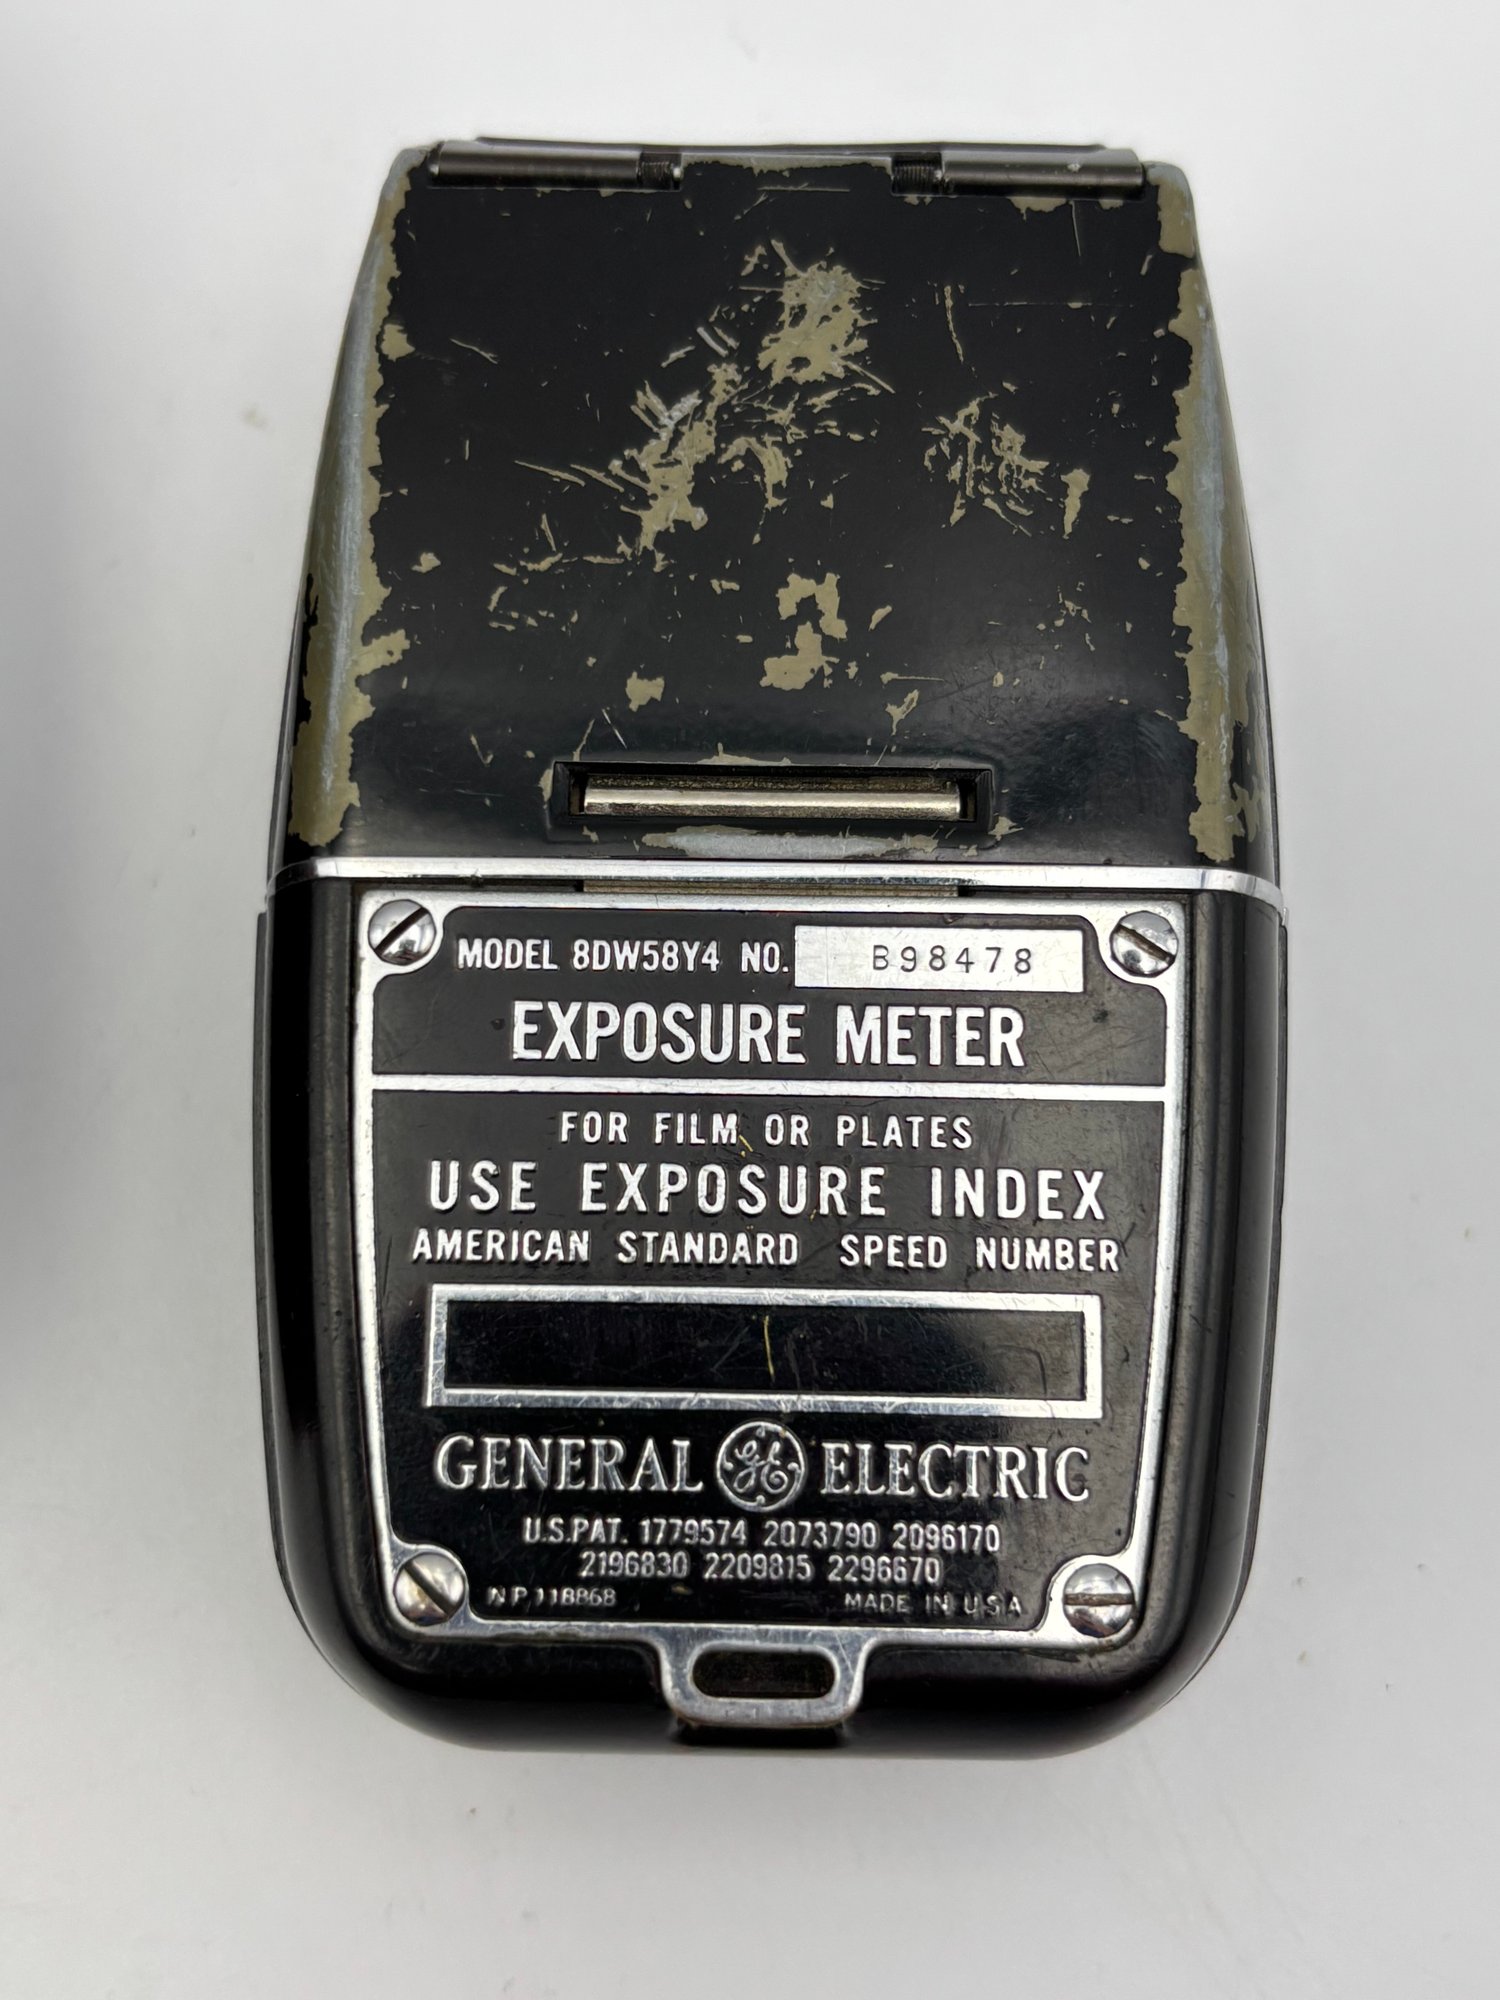 MODEL 8DW58Y4 NO. B98478
EXPOSURE METER
FOR FILM OR PLATES
USE EXPOSURE INDEX
AMERICAN STANDARD SPEED NUMBER
GENERAL GE ELECTRIC
U.S.PAT. 1779574 2073790 2096170
2196830 2209815 2296670
N P 118868 MADE IN U.S.A